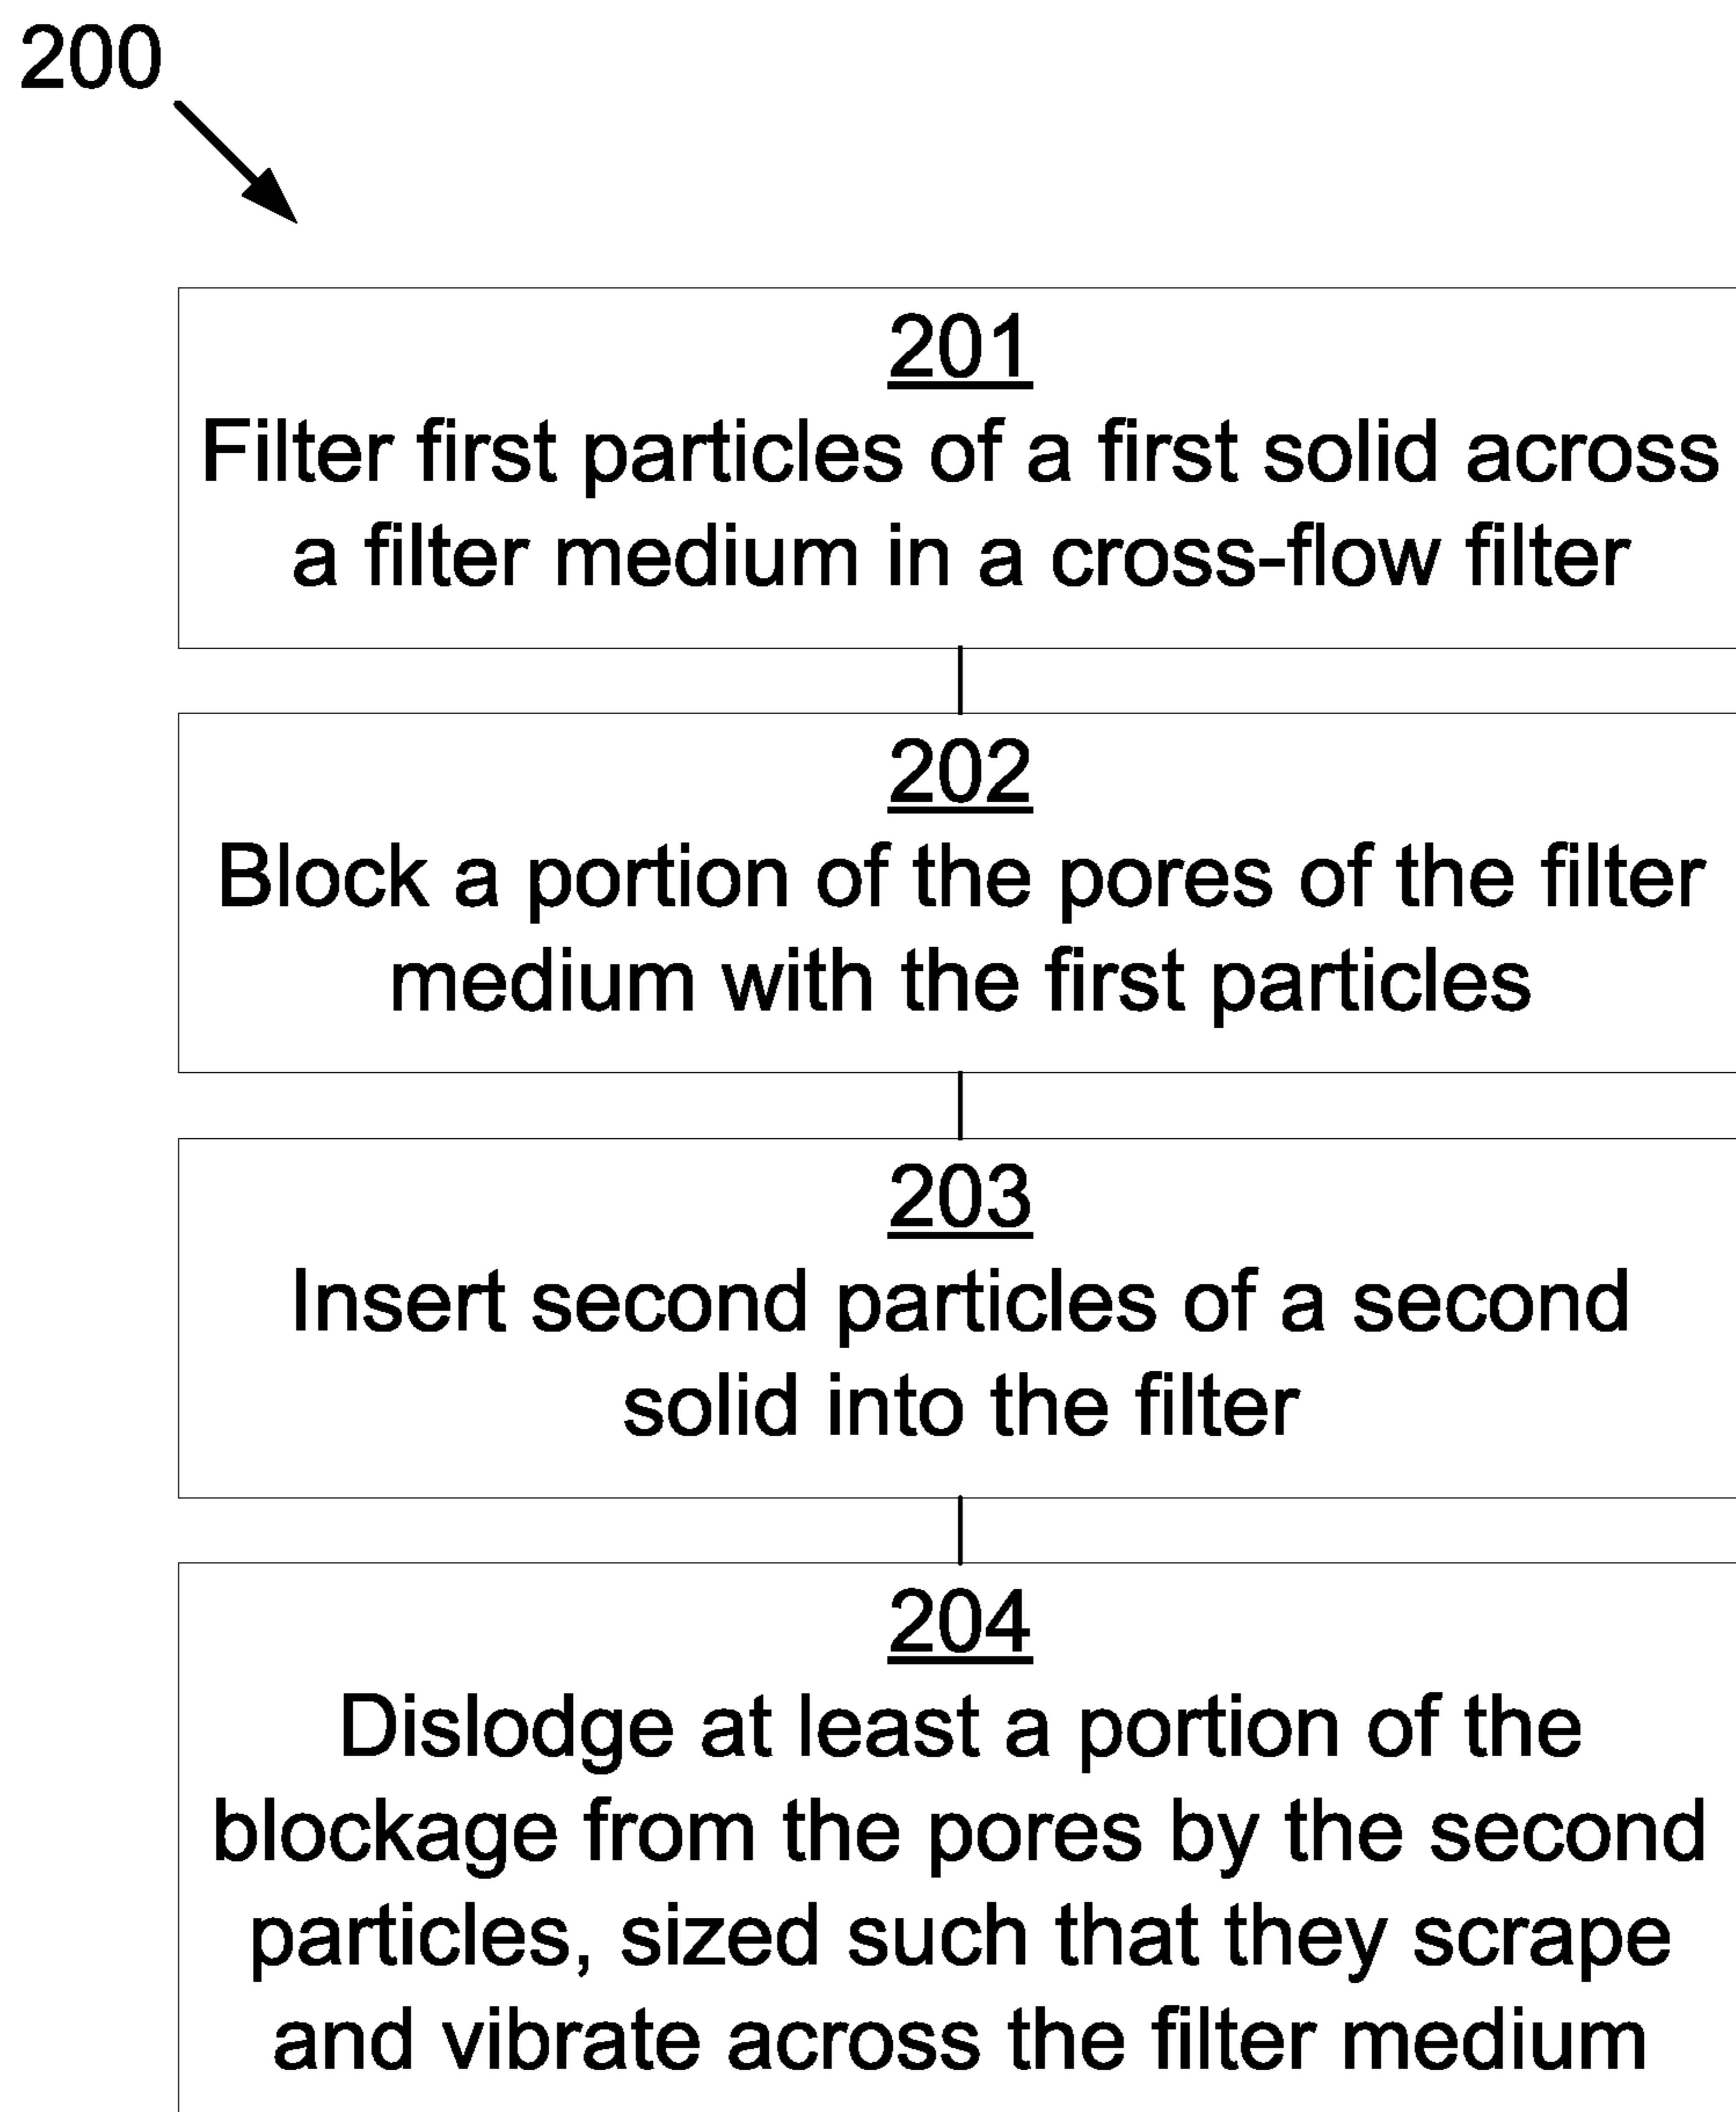 200
201
Filter first particles of a first solid across
a filter medium in a cross-flow filter
202
Block a portion of the pores of the filter
medium with the first particles
203
Insert second particles of a second
solid into the filter
204
Dislodge at least a portion of the
blockage from the pores by the second
particles, sized such that they scrape
and vibrate across the filter medium